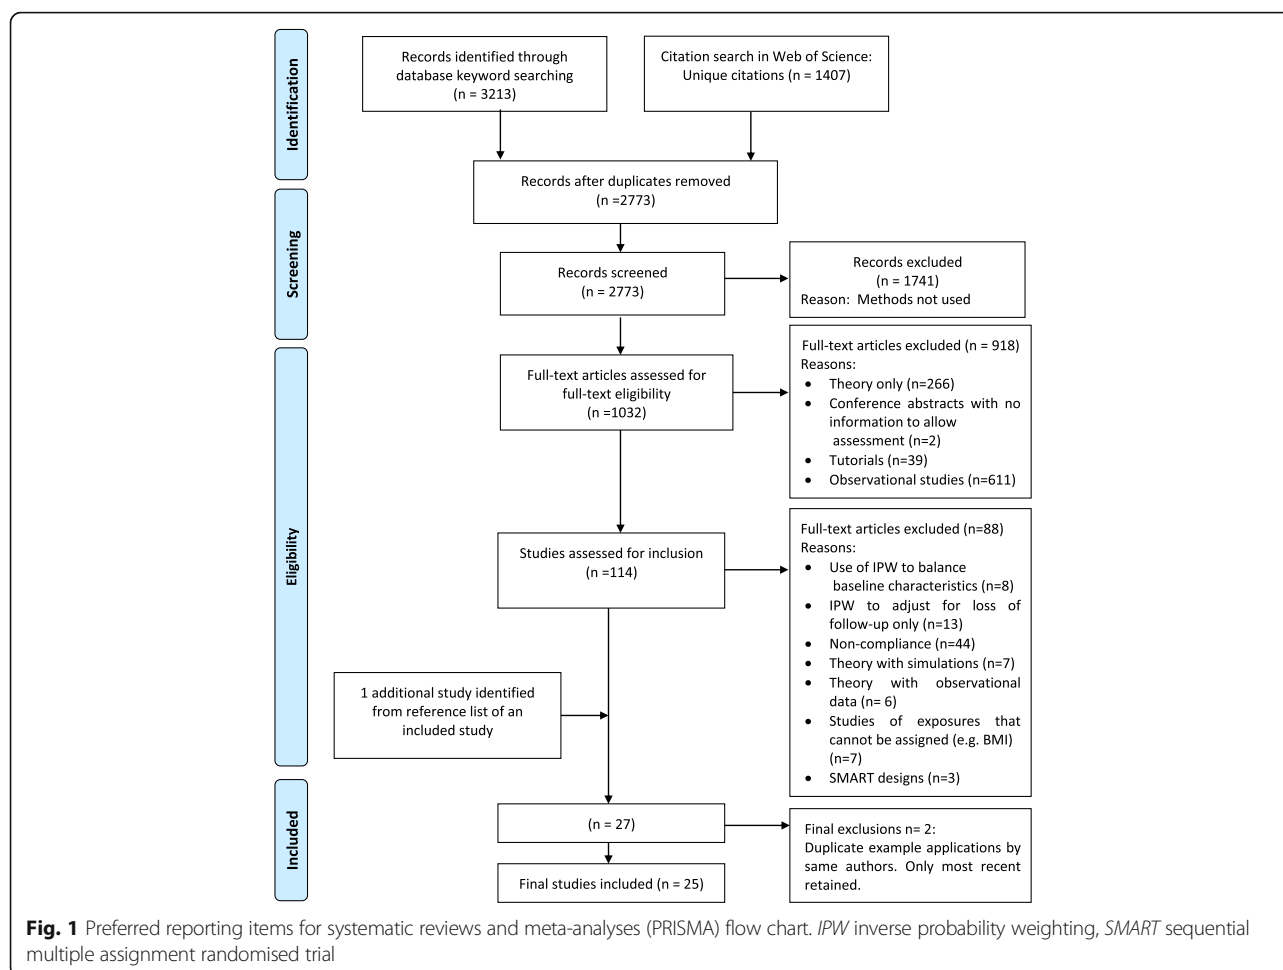 Identification
Records identified through
database keyword searching
(n = 3213)
Citation search in Web of Science:
Unique citations (n = 1407)
Records after duplicates removed
(n =2773)
Screening
Records screened
(n = 2773)
Records excluded
(n = 1741)
Reason:  Methods not used
Eligibility
Full-text articles assessed for
full-text eligibility
(n =1032)
Full-text articles excluded (n = 918)
Reasons:
• Theory only (n=266)
• Conference abstracts with no
information to allow
assessment (n=2)
• Tutorials (n=39)
• Observational studies (n=611)
Studies assessed for inclusion
(n =114)
Full-text articles excluded (n=88)
Reasons:
• Use of IPW to balance
baseline characteristics (n=8)
• IPW to adjust for loss of
follow-up only (n=13)
• Non-compliance (n=44)
• Theory with simulations (n=7)
• Theory with observational
data (n= 6)
• Studies of exposures that
cannot be assigned (e.g. BMI)
(n=7)
• SMART designs (n=3)
1 additional study identified
from reference list of an
included study
Included
(n = 27)
Final exclusions n= 2:
Duplicate example applications by
same authors. Only most recent
retained.
Final studies included (n = 25)
Fig. 1 Preferred reporting items for systematic reviews and meta-analyses (PRISMA) flow chart. IPW inverse probability weighting, SMART sequential
multiple assignment randomised trial